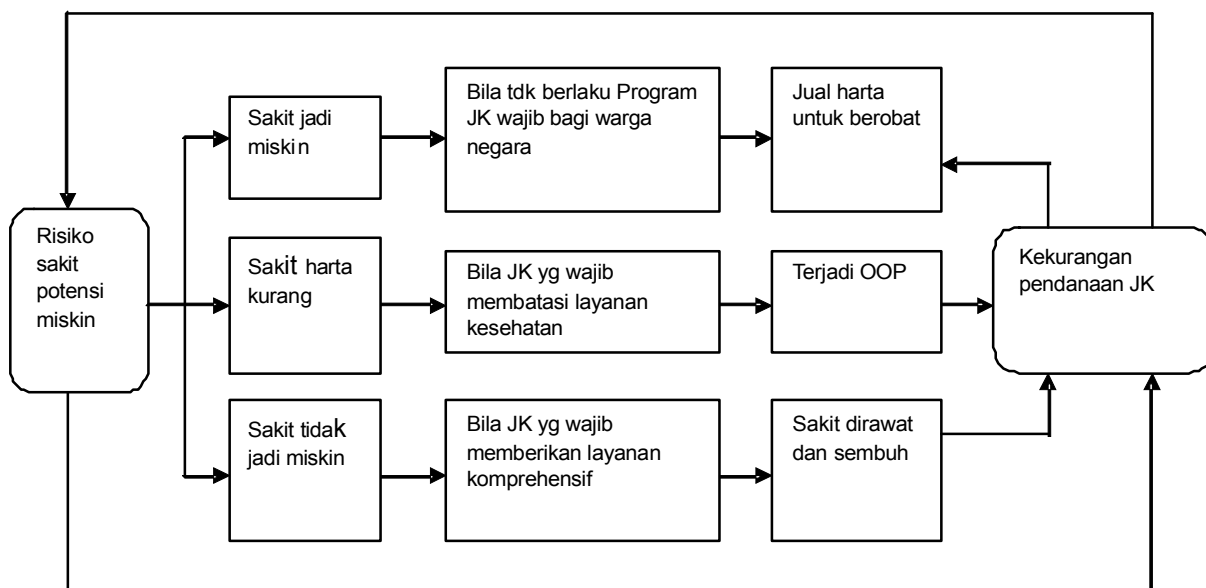 Risiko
sakit
potensi
miskin
Sakit jadi
miskin
Bila tdk berlaku Program
JK wajib bagi warga
negara
Jual harta
untuk berobat
Sakit harta
kurang
Bila JK yg wajib
membatasi layanan
kesehatan
Terjadi OOP
Sakit tidak
jadi miskin
Bila JK yg wajib
memberikan layanan
komprehensif
Sakit dirawat
dan sembuh
Kekurangan
pendanaan JK